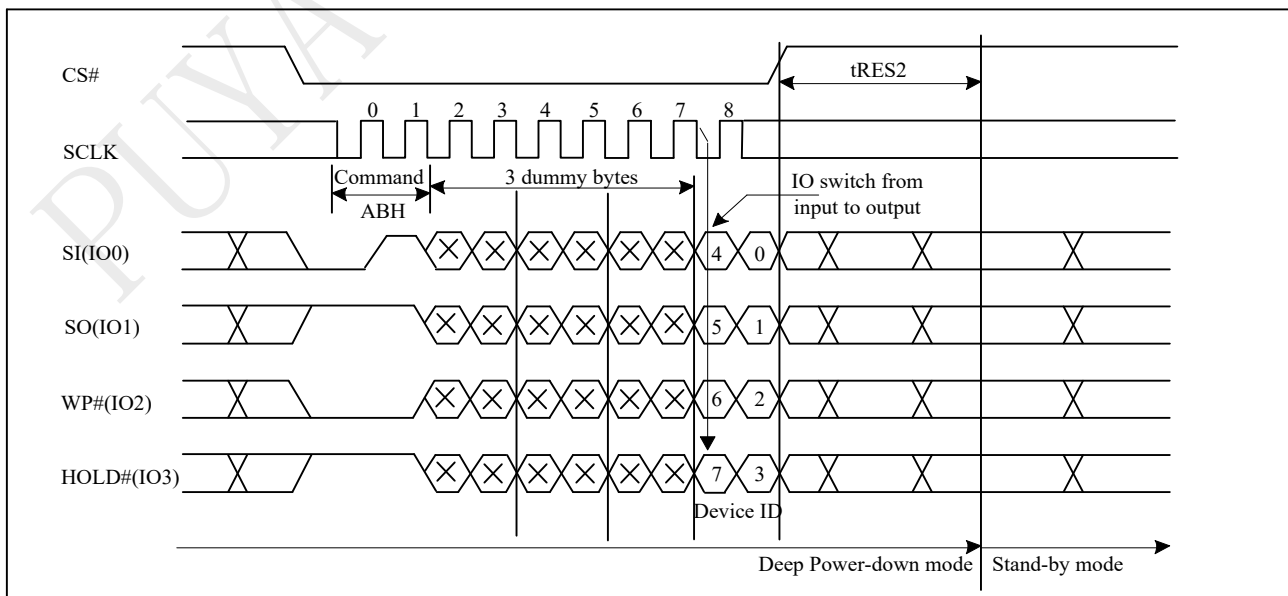 PUYA
CS#
tRES2
0 1 2 3 4 5 6 7 8
SCLK
Command
3 dummy bytes
IO switch from
input to output
ABH
SI(IO0)
4 0
SO(IO1)
5 1
WP#(IO2)
6 2
HOLD#(IO3)
7 3
Device ID
Deep Power-down mode
Stand-by mode